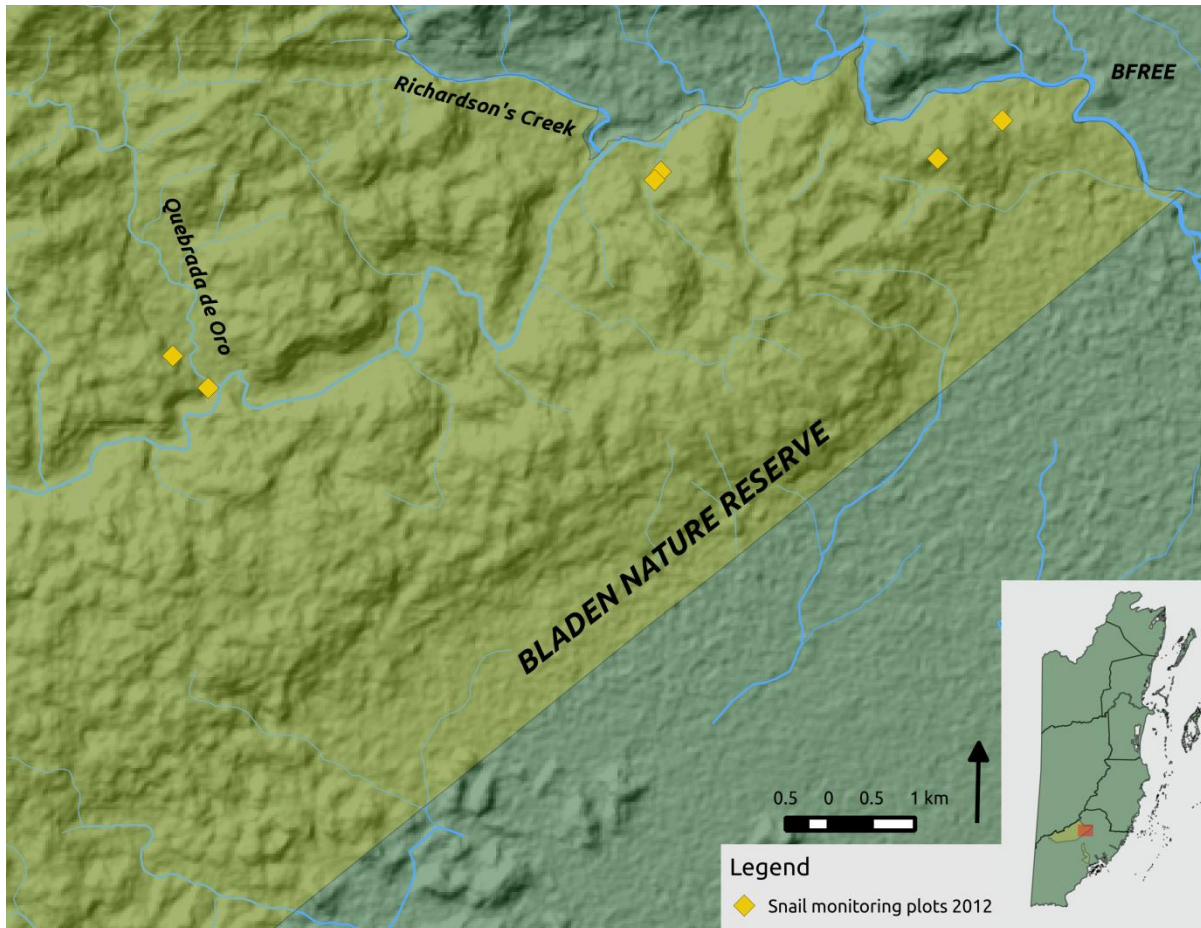 BFREE
Richardson's Creek
Quebrada de Oro
BLADEN NATURE RESERVE
0.5 0 0.5 1 km
Legend
Snail monitoring plots 2012